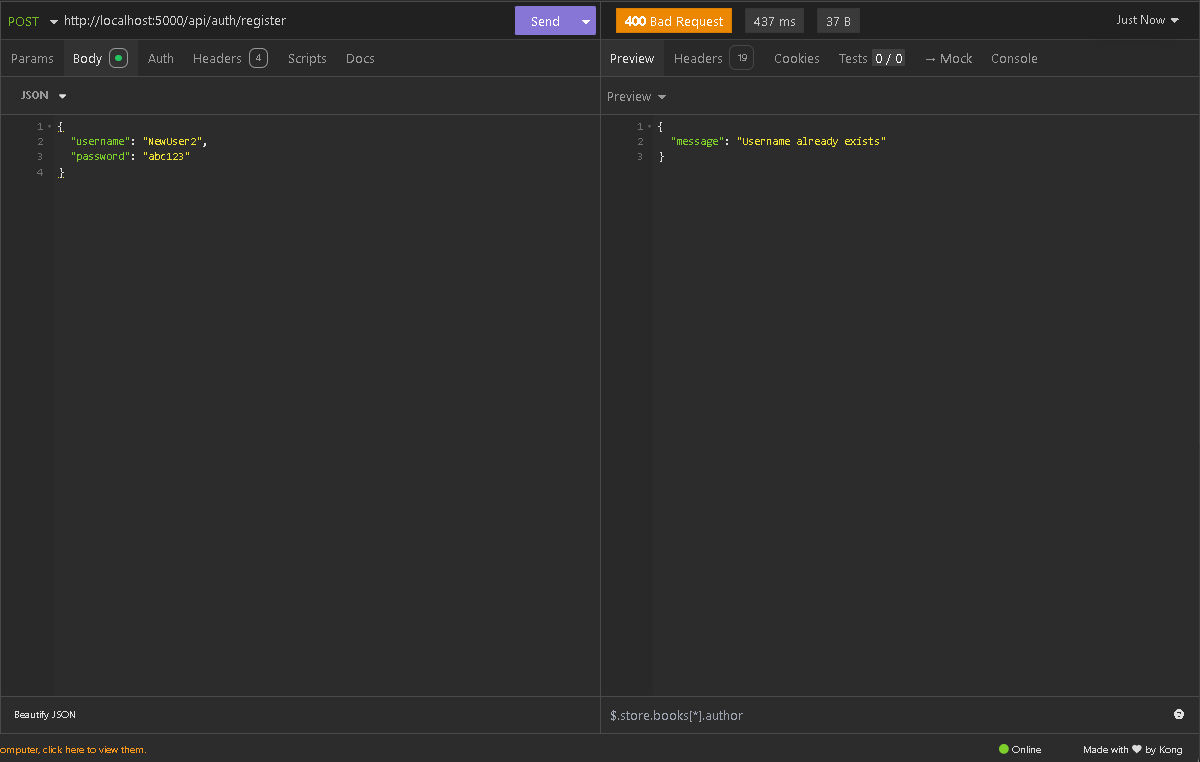 POST http://localhost:5000/api/auth/register Send
400 Bad Request 437 ms 37 B Just Now
Params Body Auth Headers 4 Scripts Docs
Preview Headers 19 Cookies Tests 0 / 0 → Mock Console
JSON
Preview
1 {
2 "username": "NewUser2",
3 "password": "abc123"
4 }
1 {
2 "message": "Username already exists"
3 }
Beautify JSON
$.store.books[*].author
omputer, click here to view them.
Online Made with ♥ by Kong